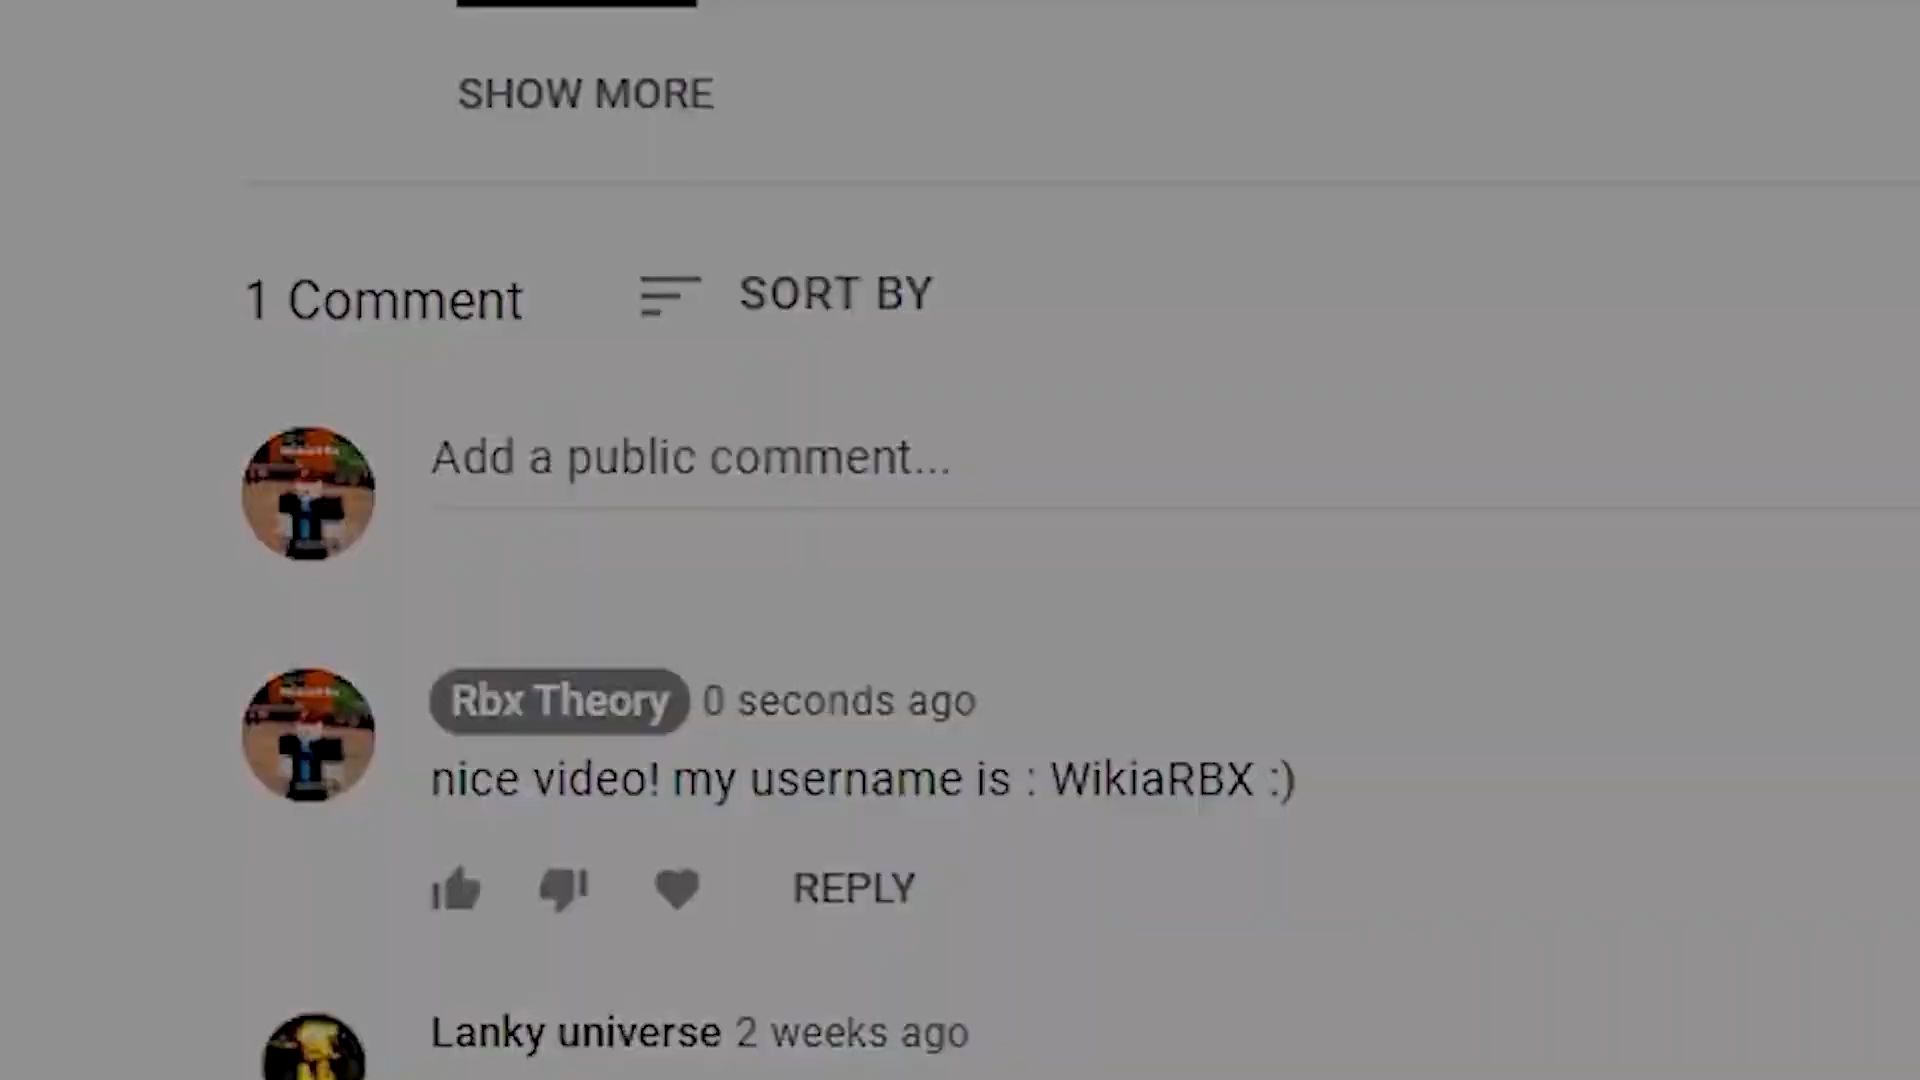 SHOW MORE
1 Comment
SORT BY
Add a public comment...
Rbx Theory 0 seconds ago
nice video! my username is : WikiaRBX :)
REPLY
Lanky universe 2 weeks ago